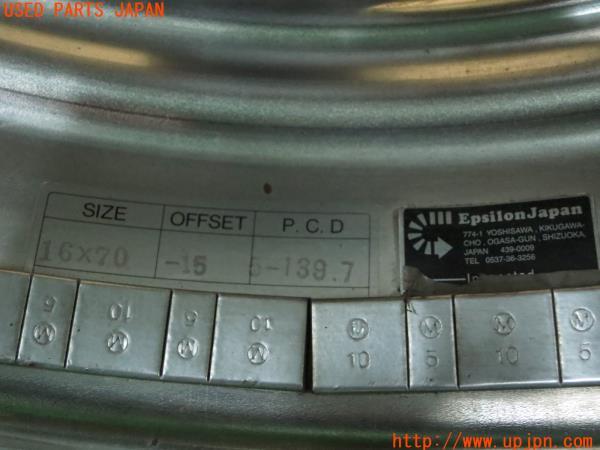 USED PARTS JAPAN
SIZE OFFSET P.C.D
16×70 -15 5-139.7
EpsilonJapan
774-1 YOSHISAWA, KIKUGAWA-
CHO, OGASA-GUN, SHIZUOKA,
JAPAN 439-0009
TEL 0537-36-3256
5 M 10 M 5 M 10 M M 10 M 5 M 10 M 5
http://www.upjpn.com